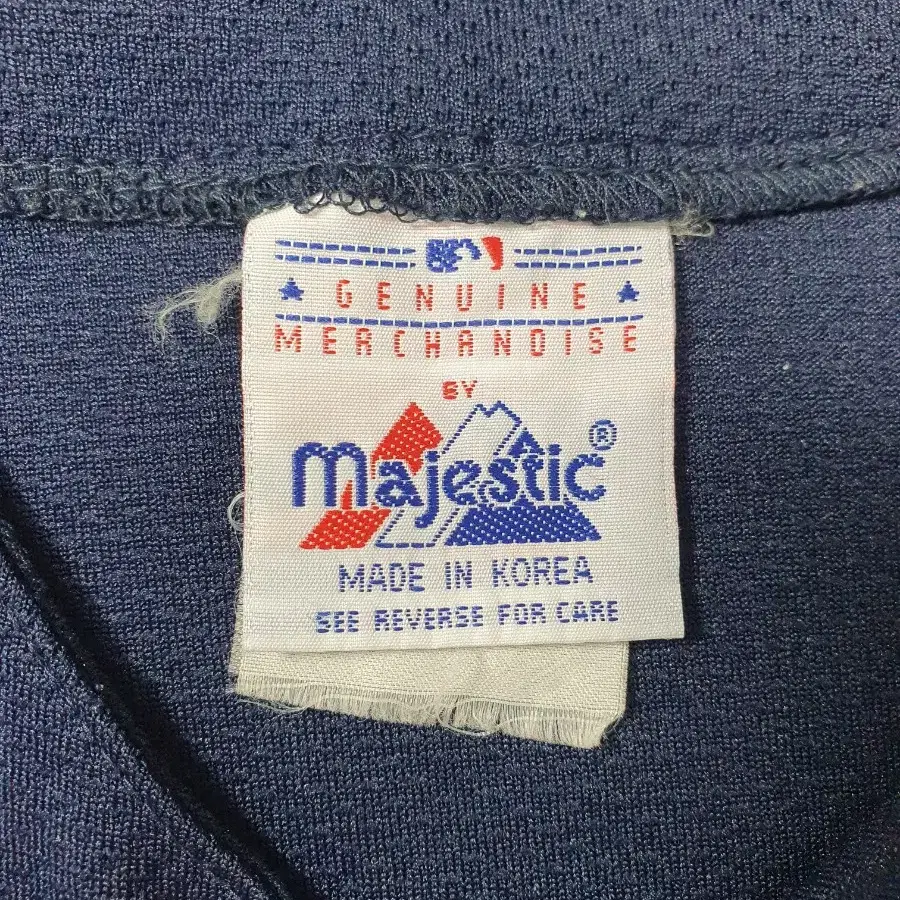 GENUINE
MERCHANDISE
BY
majestic®
MADE IN KOREA
SEE REVERSE FOR CARE